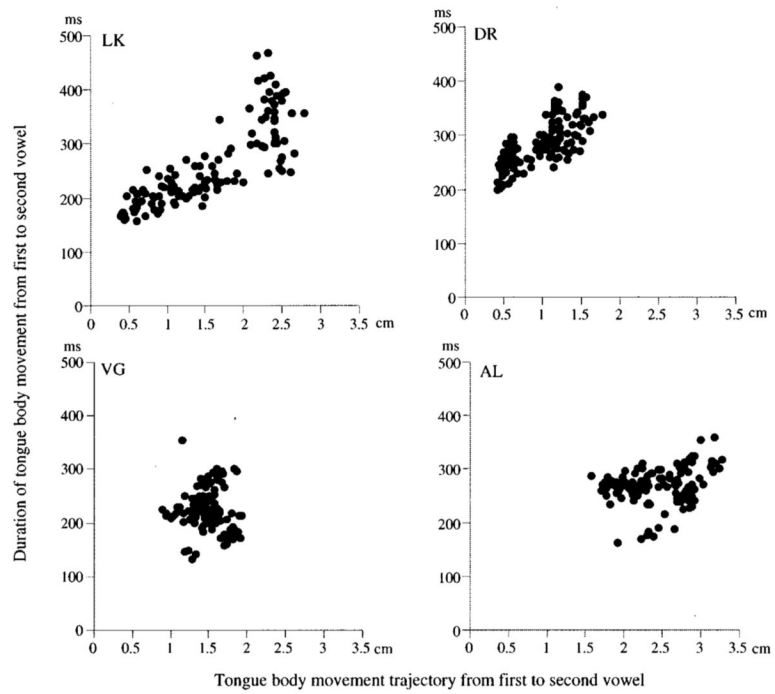 ms
500
LK
400
300
200
100
0
0 0.5 1 1.5 2 2.5 3 3.5 cm
ms
500
DR
400
300
200
100
0
0 0.5 1 1.5 2 2.5 3 3.5 cm
ms
500
VG
400
300
200
100
0
0 0.5 1 1.5 2 2.5 3 3.5 cm
ms
500
AL
400
300
200
100
0
0 0.5 1 1.5 2 2.5 3 3.5 cm
Duration of tongue body movement from first to second vowel
Tongue body movement trajectory from first to second vowel